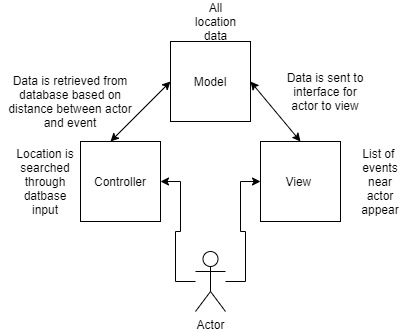 All
location
data
Model
Data is retrieved from
database based on
distance between actor
and event
Data is sent to
interface for
actor to view
Location is
searched
through
datbase
input
Controller
View
List of
events
near
actor
appear
Actor